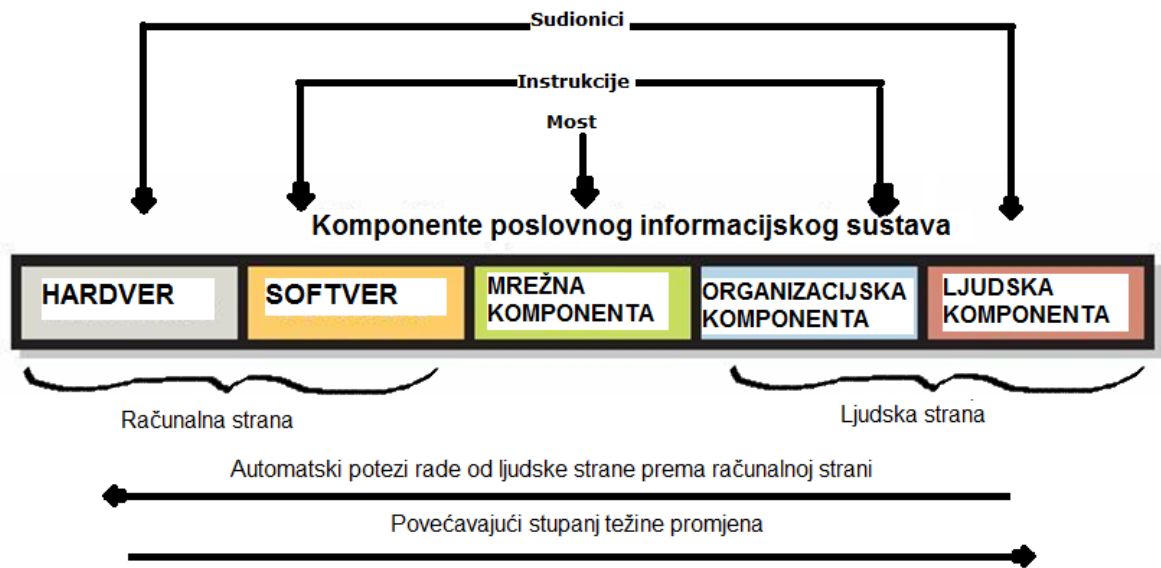 Sudionici
Instrukcije
Most
Komponente poslovnog informacijskog sustava
HARDVER
SOFTVER
MREŽNA
KOMPONENTA
ORGANIZACIJSKA
KOMPONENTA
LJUDSKA
KOMPONENTA
Računalna strana
Ljudska strana
Automatski potezi rade od ljudske strane prema računalnoj strani
Povećavajući stupanj težine promjena